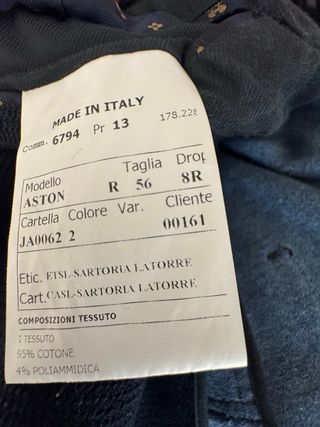 MADE IN ITALY
Comm. 6794 Pr 13 178.228
Modello Taglia Drop
ASTON R 56 8R
Cartella Colore Var. Cliente
JA0062 2 00161
Etic. ETSL-SARTORIA LATORRE
Cart. CASL-SARTORIA LATORRE
COMPOSIZIONI TESSUTO
1 TESSUTO
95% COTONE
4% POLIAMMIDICA